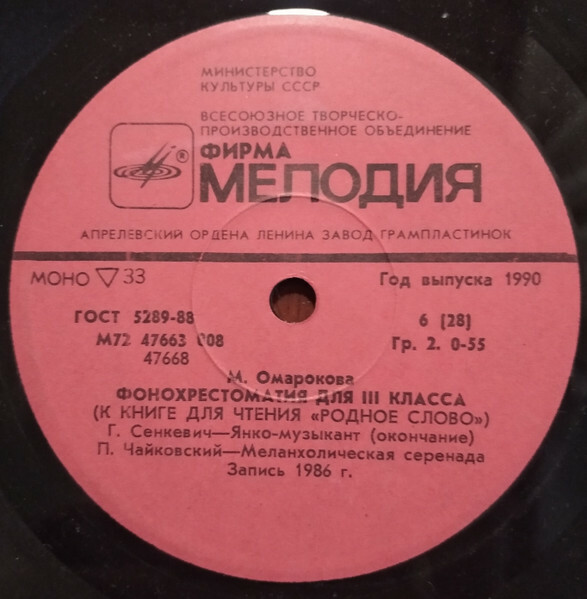 МИНИСТЕРСТВО
КУЛЬТУРЫ СССР
ВСЕСОЮЗНОЕ ТВОРЧЕСКО-
ПРОИЗВОДСТВЕННОЕ ОБЪЕДИНЕНИЕ
ФИРМА
® МЕЛОДИЯ
АПРЕЛЕВСКИЙ ОРДЕНА ЛЕНИНА ЗАВОД ГРАМПЛАСТИНОК
МОНО ▽ 33 Год выпуска 1990
ГОСТ 5289-88 6 [28]
М72 47663 008 Гр. 2. 0-55
47668
М. Омарокова
ФОНОХРЕСТОМАТИЯ ДЛЯ III КЛАССА
(К КНИГЕ ДЛЯ ЧТЕНИЯ «РОДНОЕ СЛОВО»)
Г. Сенкевич—Янко-музыкант (окончание)
П. Чайковский—Меланхолическая серенада
Запись 1986 г.